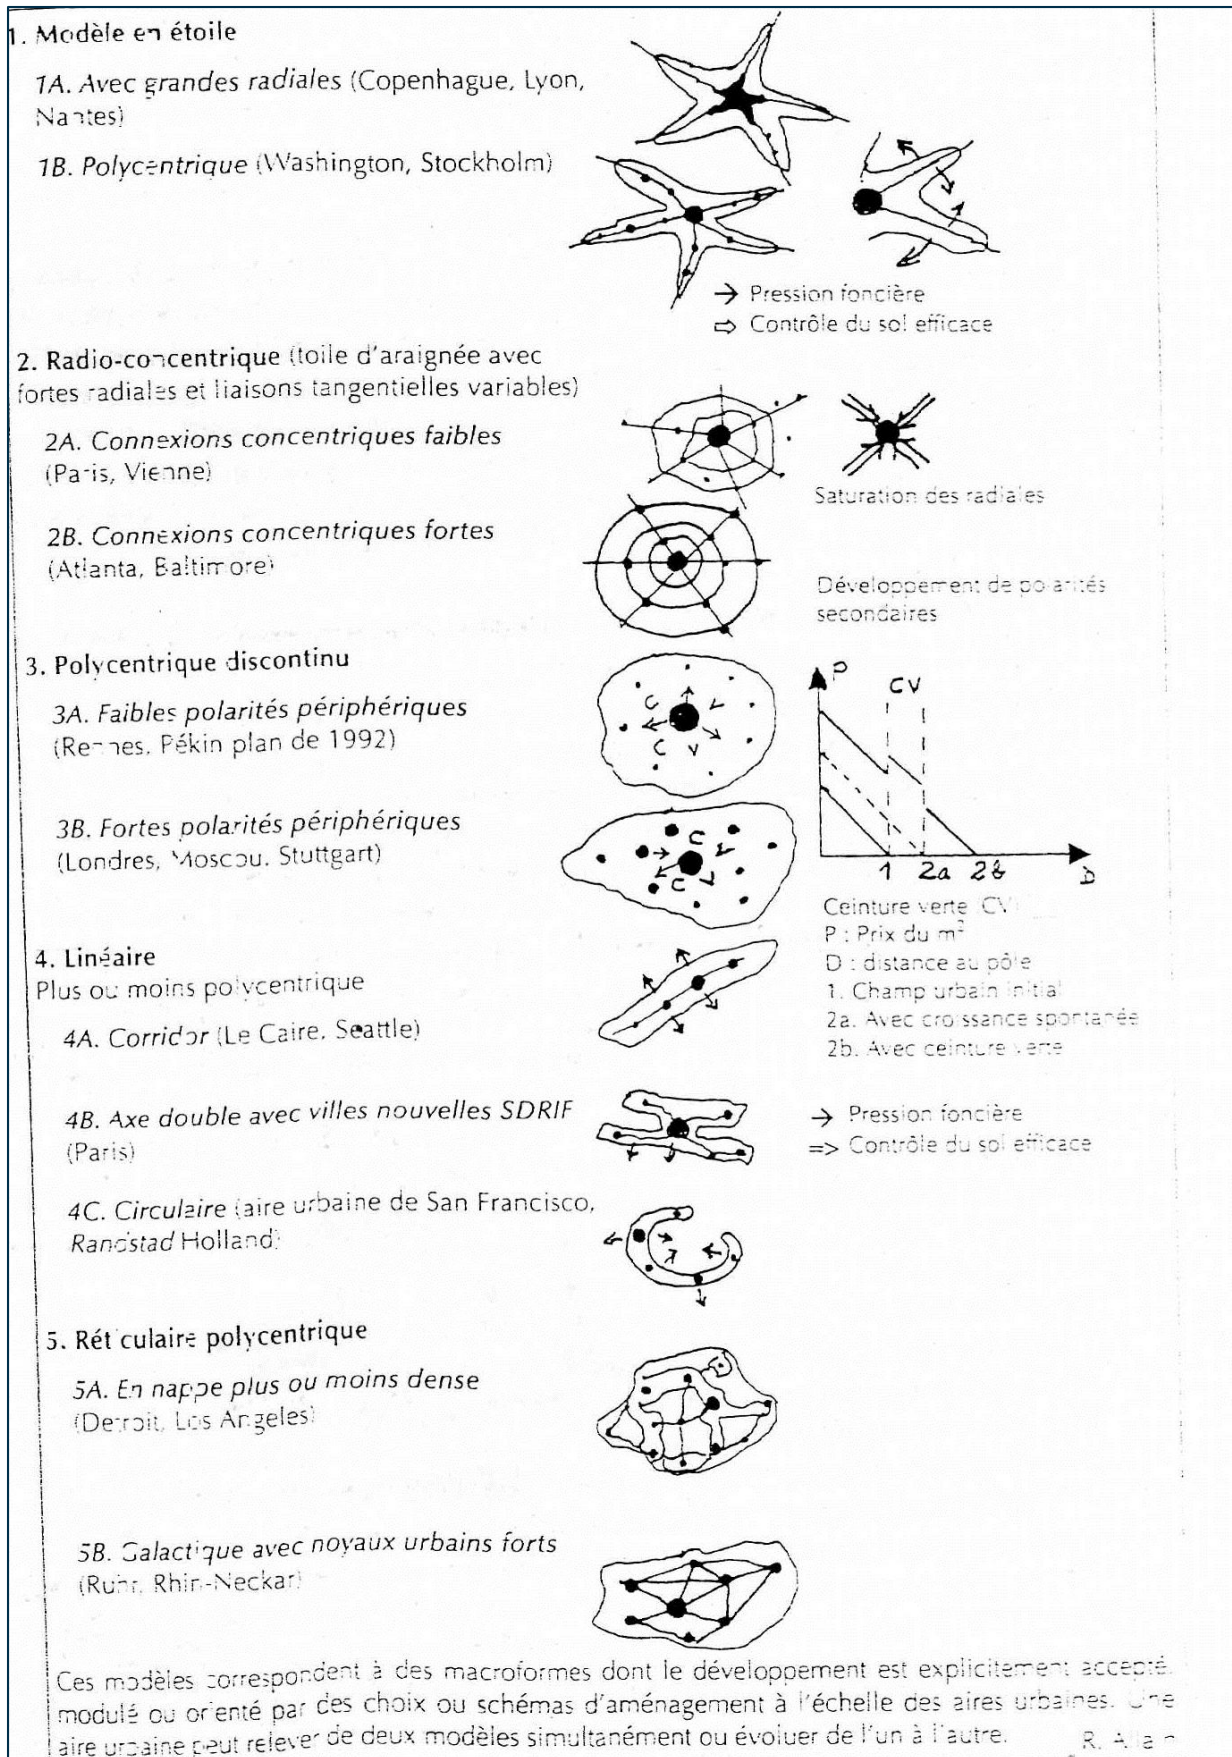 1. Modèle en étoile
1A. Avec grandes radiales (Copenhague, Lyon,
Nantes)
1B. Polycentrique (Washington, Stockholm)
→ Pression foncière
⇨ Contrôle du sol efficace
2. Radio-concentrique (toile d'araignée avec
fortes radiales et liaisons tangentielles variables)
2A. Connexions concentriques faibles
(Paris, Vienne)
Saturation des radiales
2B. Connexions concentriques fortes
(Atlanta, Baltimore)
Développement de polarités
secondaires
3. Polycentrique discontinu
3A. Faibles polarités périphériques
(Rennes, Pékin plan de 1992)
C V
C V
3B. Fortes polarités périphériques
(Londres, Moscou, Stuttgart)
C
C V
P
CV
1 2a 2b
D
Ceinture verte CV
P : Prix du m²
D : distance au pôle
1. Champ urbain initial
2a. Avec croissance spontanée
2b. Avec ceinture verte
4. Linéaire
Plus ou moins polycentrique
4A. Corridor (Le Caire, Seattle)
4B. Axe double avec villes nouvelles SDRIF
(Paris)
→ Pression foncière
=> Contrôle du sol efficace
4C. Circulaire (aire urbaine de San Francisco,
Randstad Holland)
5. Réticulaire polycentrique
5A. En nappe plus ou moins dense
(Detroit, Los Angeles)
5B. Galactique avec noyaux urbains forts
(Ruhr, Rhin-Neckar)
Ces modèles correspondent à des macroformes dont le développement est explicitement accepté,
modulé ou orienté par des choix ou schémas d'aménagement à l'échelle des aires urbaines. Une
aire urbaine peut relever de deux modèles simultanément ou évoluer de l'un à l'autre.
R. Allain